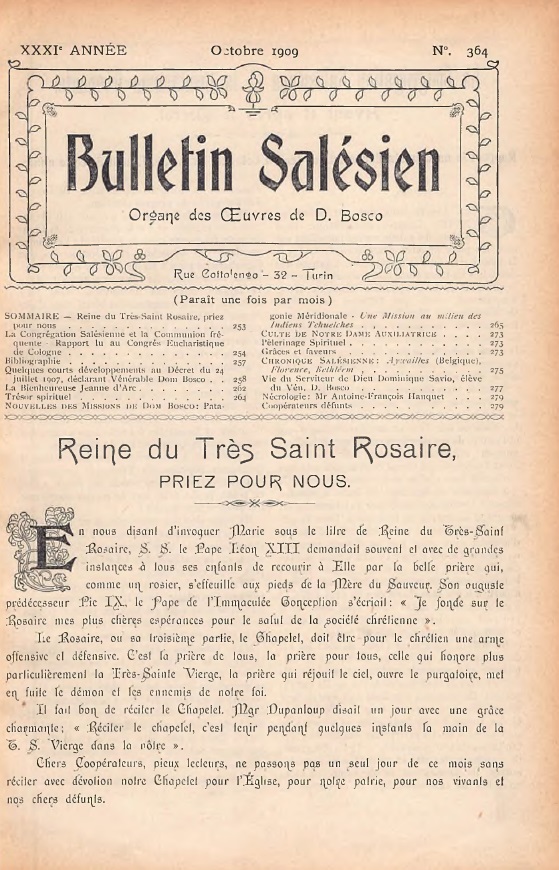 XXXIe ANNÉE Octobre 1909 N°. 364
Bulletin Salésien
Organe des Œuvres de D. Bosco
Rue Cottolengo - 32 - Turin
(Paraît une fois par mois)
SOMMAIRE — Reine du Très-Saint Rosaire, priez
pour nous . . . . . . . . . . . 253
La Congrégation Salésienne et la Communion fré-
quente - Rapport lu au Congrès Eucharistique
de Cologne . . . . . . . . . . . 254
Bibliographie . . . . . . . . . . . 257
Quelques courts développements au Décret du 24
juillet 1907, déclarant Vénérable Dom Bosco . . 258
La Bienheureuse Jeanne d'Arc . . . . . . . 262
Trésor spirituel . . . . . . . . . . . 264
NOUVELLES DES MISSIONS DE DOM BOSCO: Pata-
gonie Méridionale - Une Mission au milieu des
Indiens Tehuelches . . . . . . . . . 265
CULTE DE NOTRE DAME AUXILIATRICE . . . 273
Pèlerinage Spirituel . . . . . . . . . . 273
Grâces et faveurs . . . . . . . . . . 273
CHRONIQUE SALÉSIENNE: Aywailles (Belgique),
Florence, Bethléem . . . . . . . . . 275
Vie du Serviteur de Dieu Dominique Savio, élève
du Vén. D. Bosco . . . . . . . . . 277
Nécrologie: Mr Antoine-François Hanquet . . . 279
Coopérateurs défunts . . . . . . . . . 279
Reine du Très Saint Rosaire,
PRIEZ POUR NOUS.
En nous disant d'invoquer Marie sous le titre de Reine du Très-Saint
Rosaire, S. S. le Pape Léon XIII demandait souvent et avec de grandes
instances à tous ses enfants de recourir à Elle par la belle prière qui,
comme un rosier, s'effeuille aux pieds de la Mère du Sauveur. Son auguste
prédécesseur Pie IX, le Pape de l'Immaculée Conception s'écriait: « Je fonde sur le
Rosaire mes plus chères espérances pour le salut de la société chrétienne ».
Le Rosaire, ou sa troisième partie, le Chapelet, doit être pour le chrétien une arme
offensive et défensive. C'est la prière de tous, la prière pour tous, celle qui honore plus
particulièrement la Très-Sainte Vierge, la prière qui réjouit le ciel, ouvre le purgatoire, met
en fuite le démon et les ennemis de notre foi.
Il fait bon de réciter le Chapelet. Mgr Dupanloup disait un jour avec une grâce
charmante; « Réciter le chapelet, c'est tenir pendant quelques instants la main de la
T. S. Vierge dans la nôtre ».
Chers Coopérateurs, pieux lecteurs, ne passons pas un seul jour de ce mois sans
réciter avec dévotion notre Chapelet pour l'Église, pour notre patrie, pour nos vivants et
nos chers défunts.